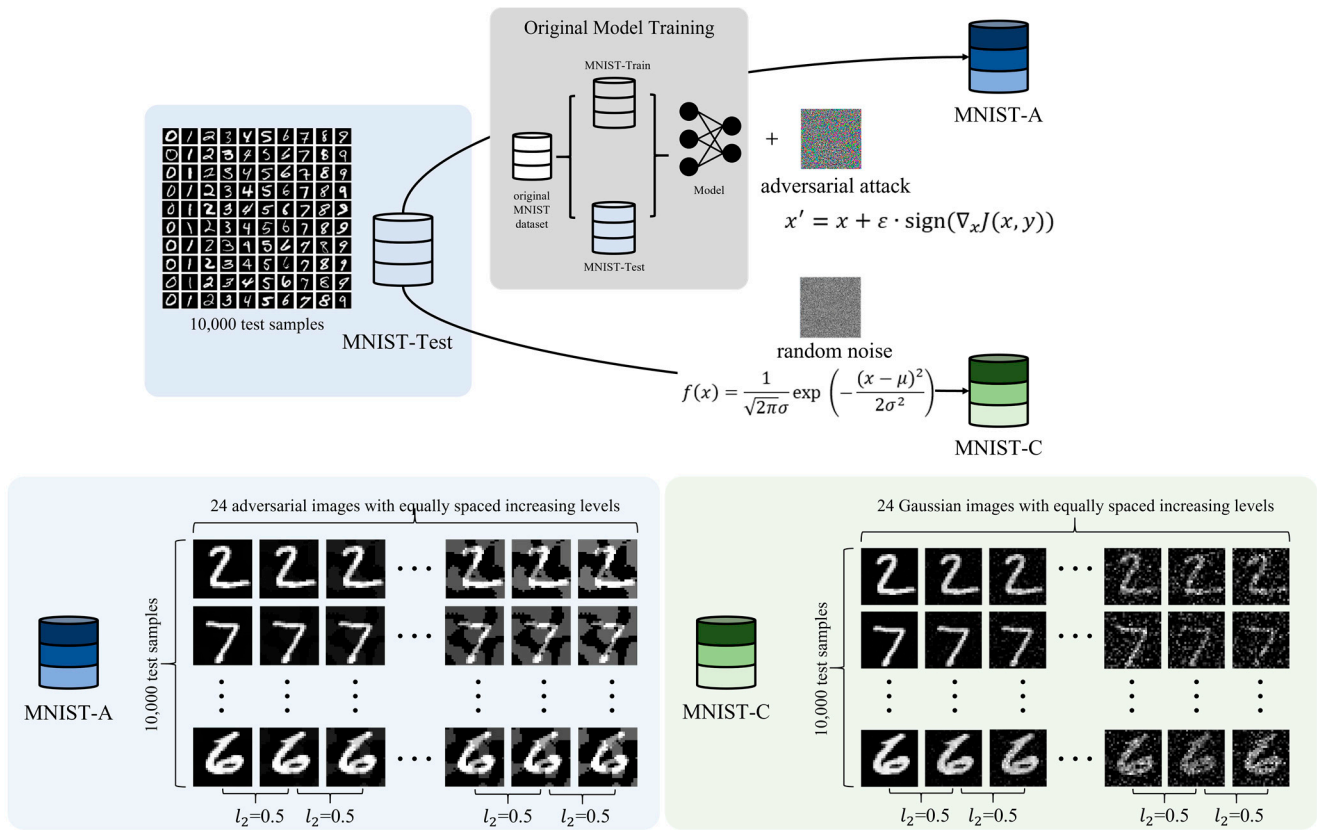 Original Model Training
MNIST-Train
original
MNIST
dataset
Model
MNIST-Test
MNIST-A
+
adversarial attack
x′ = x + ε · sign(∇ₓJ(x, y))
10,000 test samples
MNIST-Test
random noise
f(x) = 1/(√2πσ) exp (−(x − μ)²/2σ²)
MNIST-C
24 adversarial images with equally spaced increasing levels
10,000 test samples
MNIST-A
l₂=0.5 l₂=0.5 l₂=0.5 l₂=0.5
24 Gaussian images with equally spaced increasing levels
10,000 test samples
MNIST-C
l₂=0.5 l₂=0.5 l₂=0.5 l₂=0.5